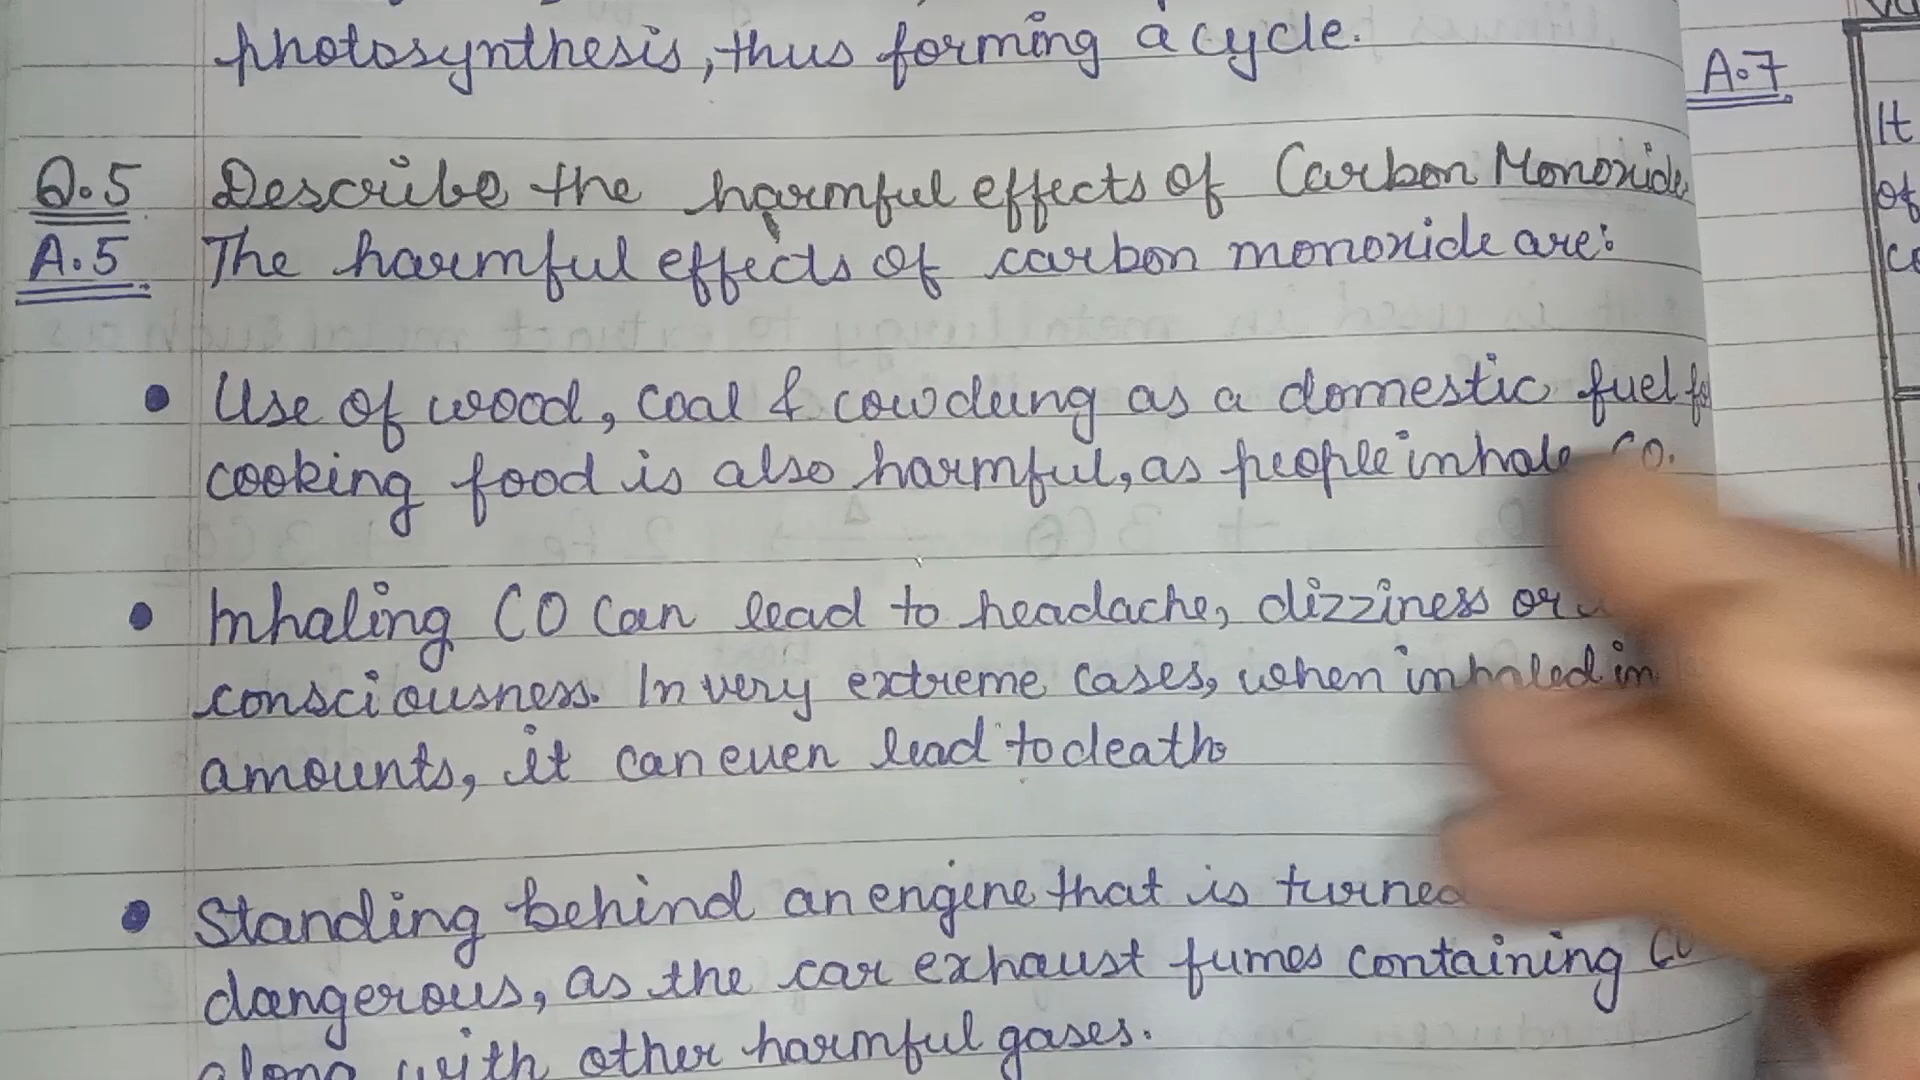 photosynthesis, thus forming a cycle.
Q.5 Describe the harmful effects of Carbon Monoxide
A.5 The harmful effects of carbon monoxide are:
• Use of wood, coal & cowdung as a domestic fuel
cooking food is also harmful, as people inhale CO.
• Inhaling CO can lead to headache, dizziness or
consciousness. In very extreme cases, when inhaled in
amounts, it can even lead to death.
• Standing behind an engine that is turned
dangerous, as the car exhaust fumes containing CO
along with other harmful gases.
A.7
It
of